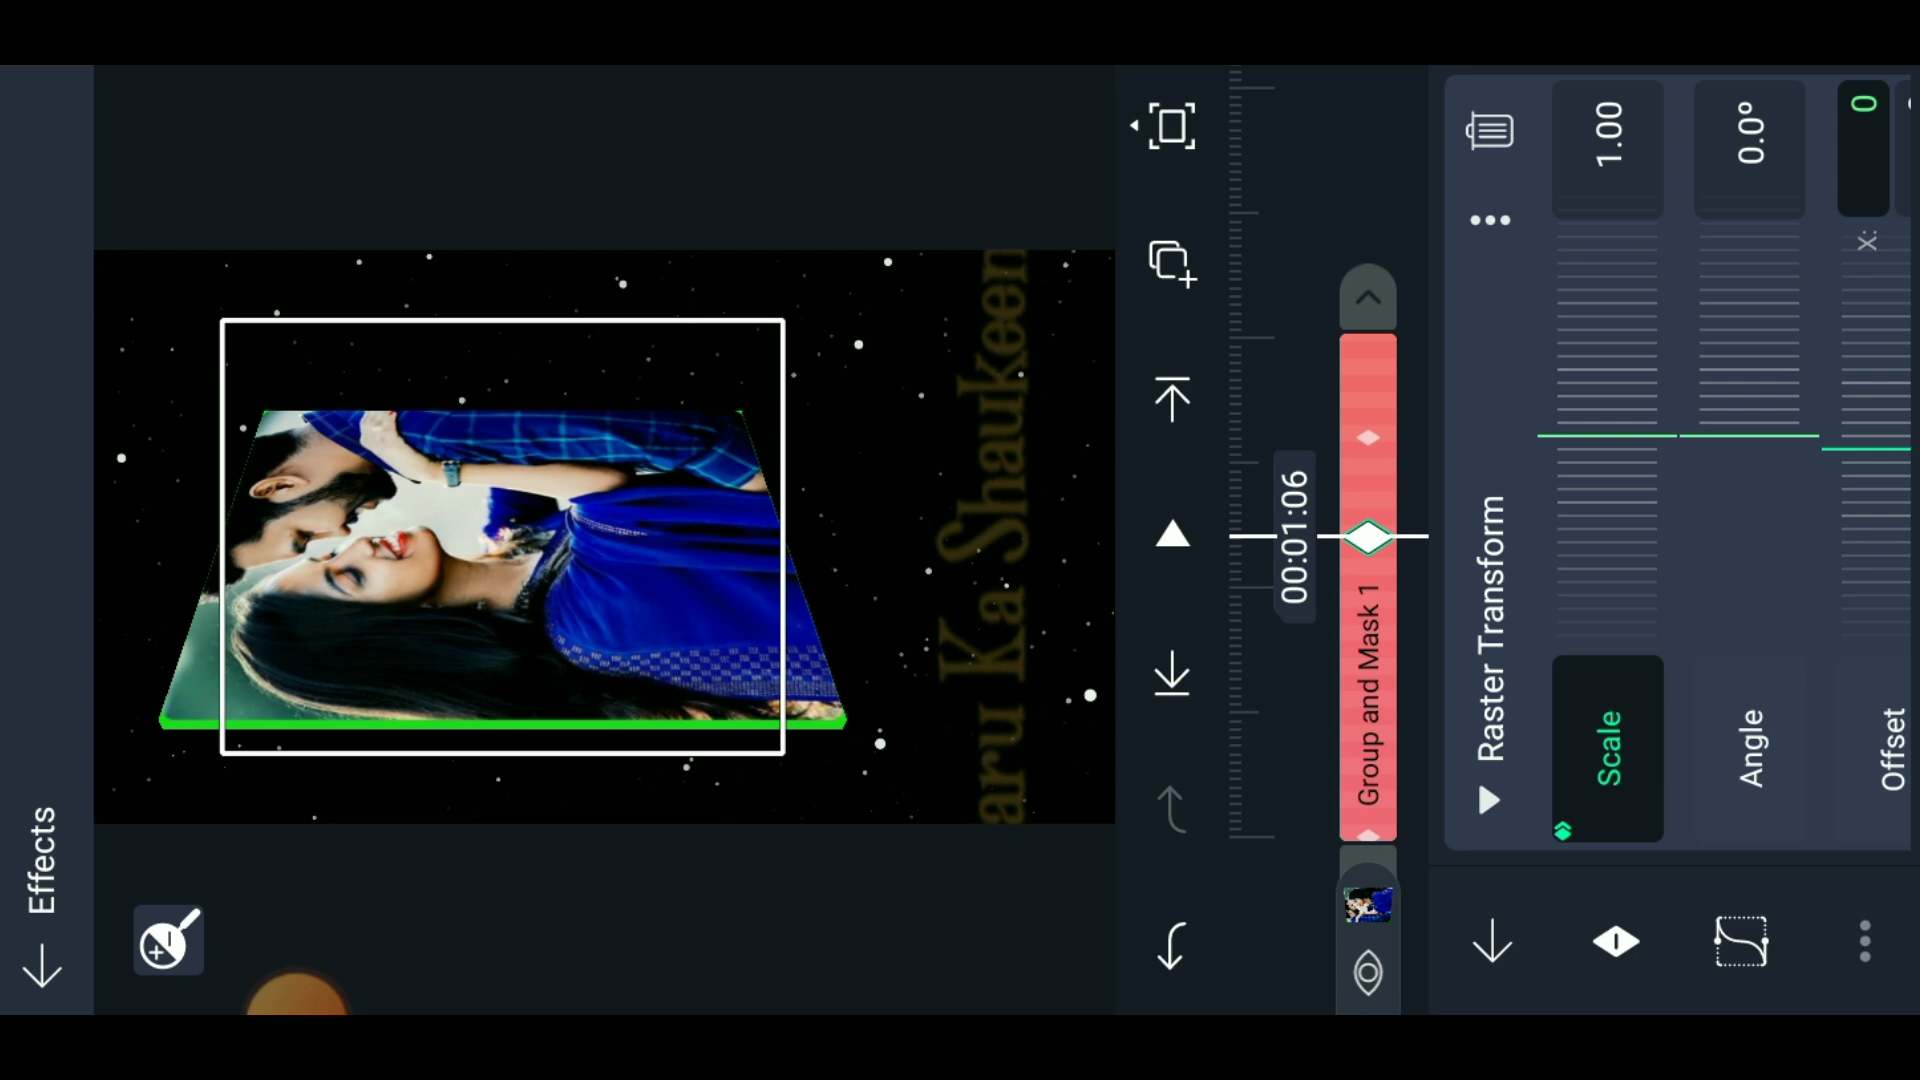 Effects
aru Ka Shaukeen
00:01:06
Group and Mask 1
Raster Transform
Scale
1.00
Angle
0.0°
Offset
X:
0